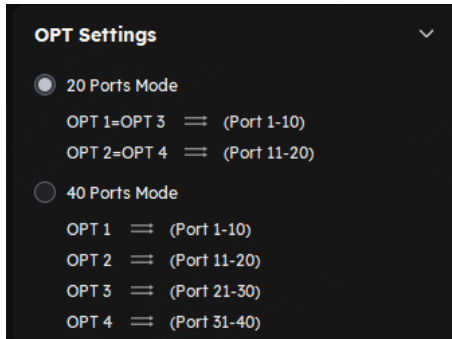 OPT Settings
20 Ports Mode
OPT 1=OPT 3 ⇉ (Port 1-10)
OPT 2=OPT 4 ⇉ (Port 11-20)
40 Ports Mode
OPT 1 ⇉ (Port 1-10)
OPT 2 ⇉ (Port 11-20)
OPT 3 ⇉ (Port 21-30)
OPT 4 ⇉ (Port 31-40)